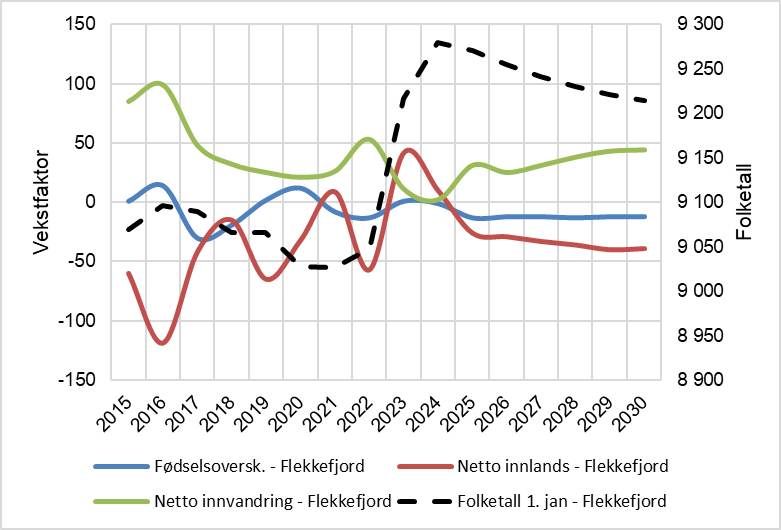 150
100
50
0
-50
-100
-150
Vekstfaktor
9 300
9 250
9 200
9 150
9 100
9 050
9 000
8 950
8 900
Folketall
2015 2016 2017 2018 2019 2020 2021 2022 2023 2024 2025 2026 2027 2028 2029 2030
Fødselsoversk. - Flekkefjord
Netto innlands - Flekkefjord
Netto innvandring - Flekkefjord
Folketall 1. jan - Flekkefjord